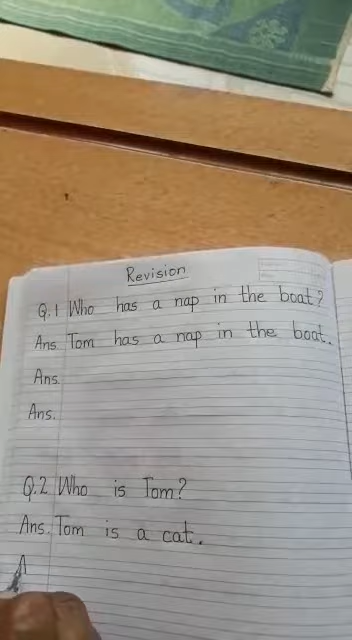 Revision
Q.1 Who has a nap in the boat?
Ans. Tom has a nap in the boat.
Ans.
Ans.
Q.2 Who is Tom?
Ans. Tom is a cat.
A